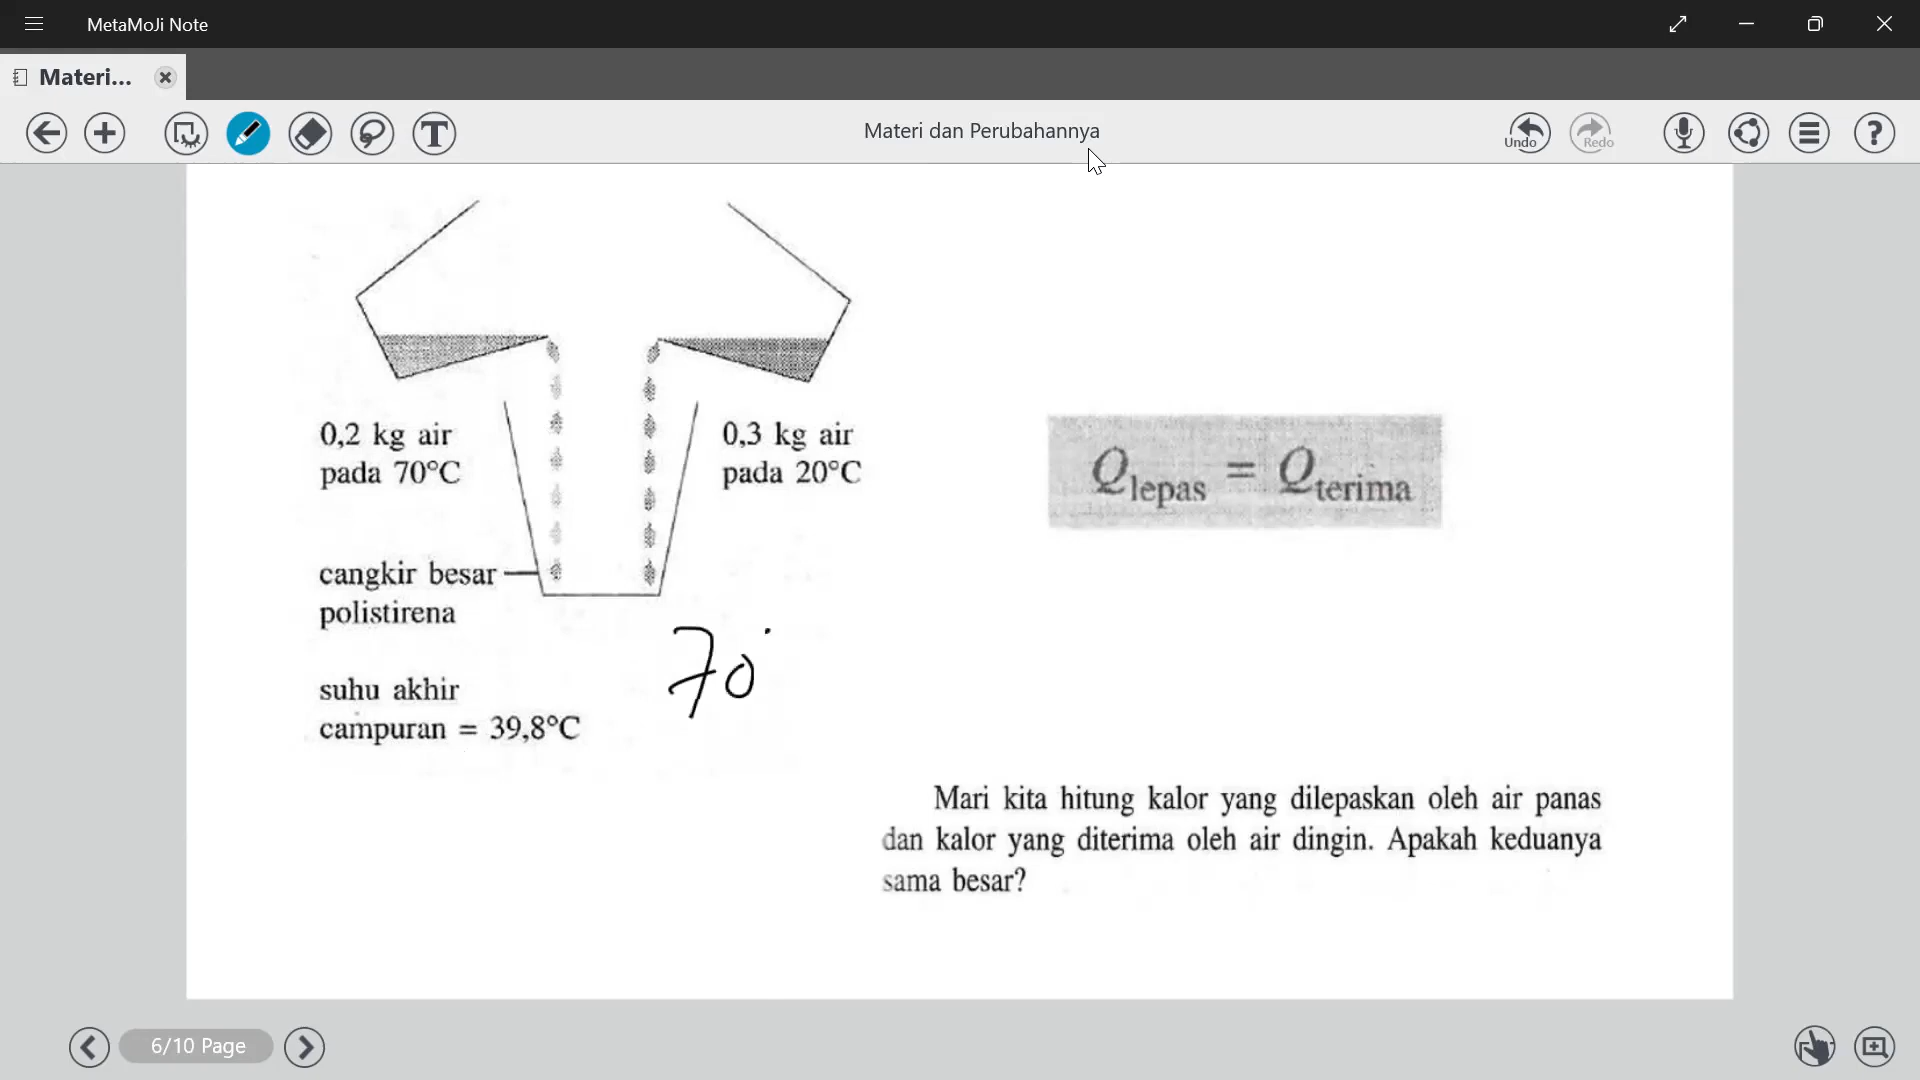 MetaMoJi Note
Materi...
Materi dan Perubahannya
Undo
Redo
0,2 kg air
pada 70°C
0,3 kg air
pada 20°C
cangkir besar
polistirena
suhu akhir
campuran = 39,8°C
70
Q lepas = Q terima
Mari kita hitung kalor yang dilepaskan oleh air panas
dan kalor yang diterima oleh air dingin. Apakah keduanya
sama besar?
6/10 Page